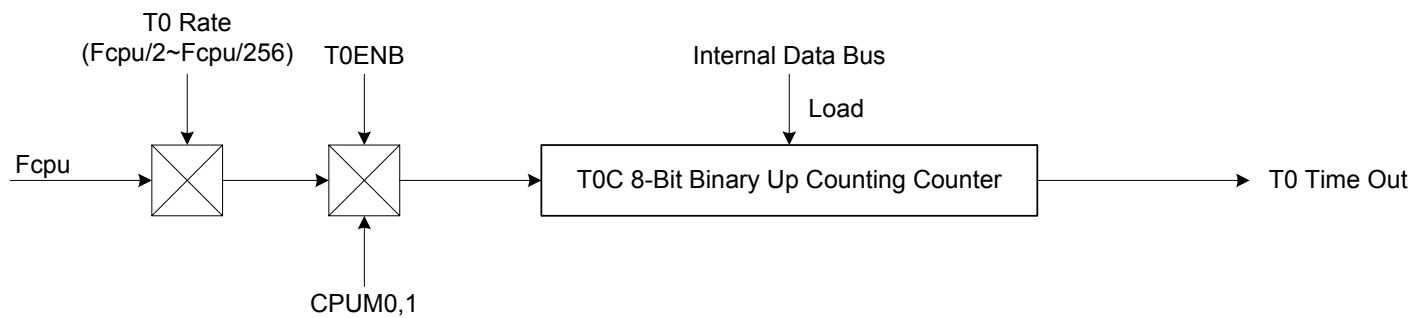 T0 Rate
(Fcpu/2~Fcpu/256)
T0ENB
Internal Data Bus
Load
Fcpu
T0C 8-Bit Binary Up Counting Counter
T0 Time Out
CPUM0,1